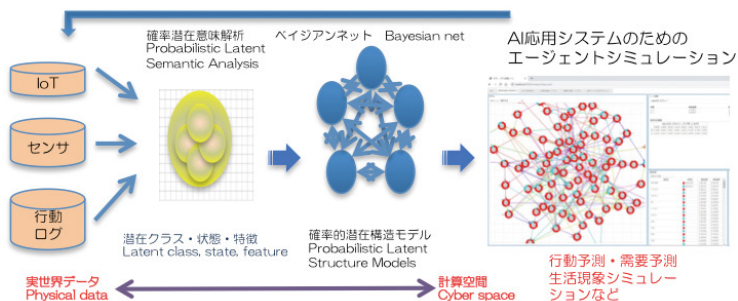 確率潜在意味解析
Probabilistic Latent
Semantic Analysis
ベイジアンネット Bayesian net
AI応用システムのための
エージェントシミュレーション
IoT
センサ
行動
ログ
潜在クラス・状態・特徴
Latent class, state, feature
確率的潜在構造モデル
Probabilistic Latent
Structure Models
行動予測・需要予測
生活現象シミュレー
ションなど
実世界データ
Physical data
計算空間
Cyber space